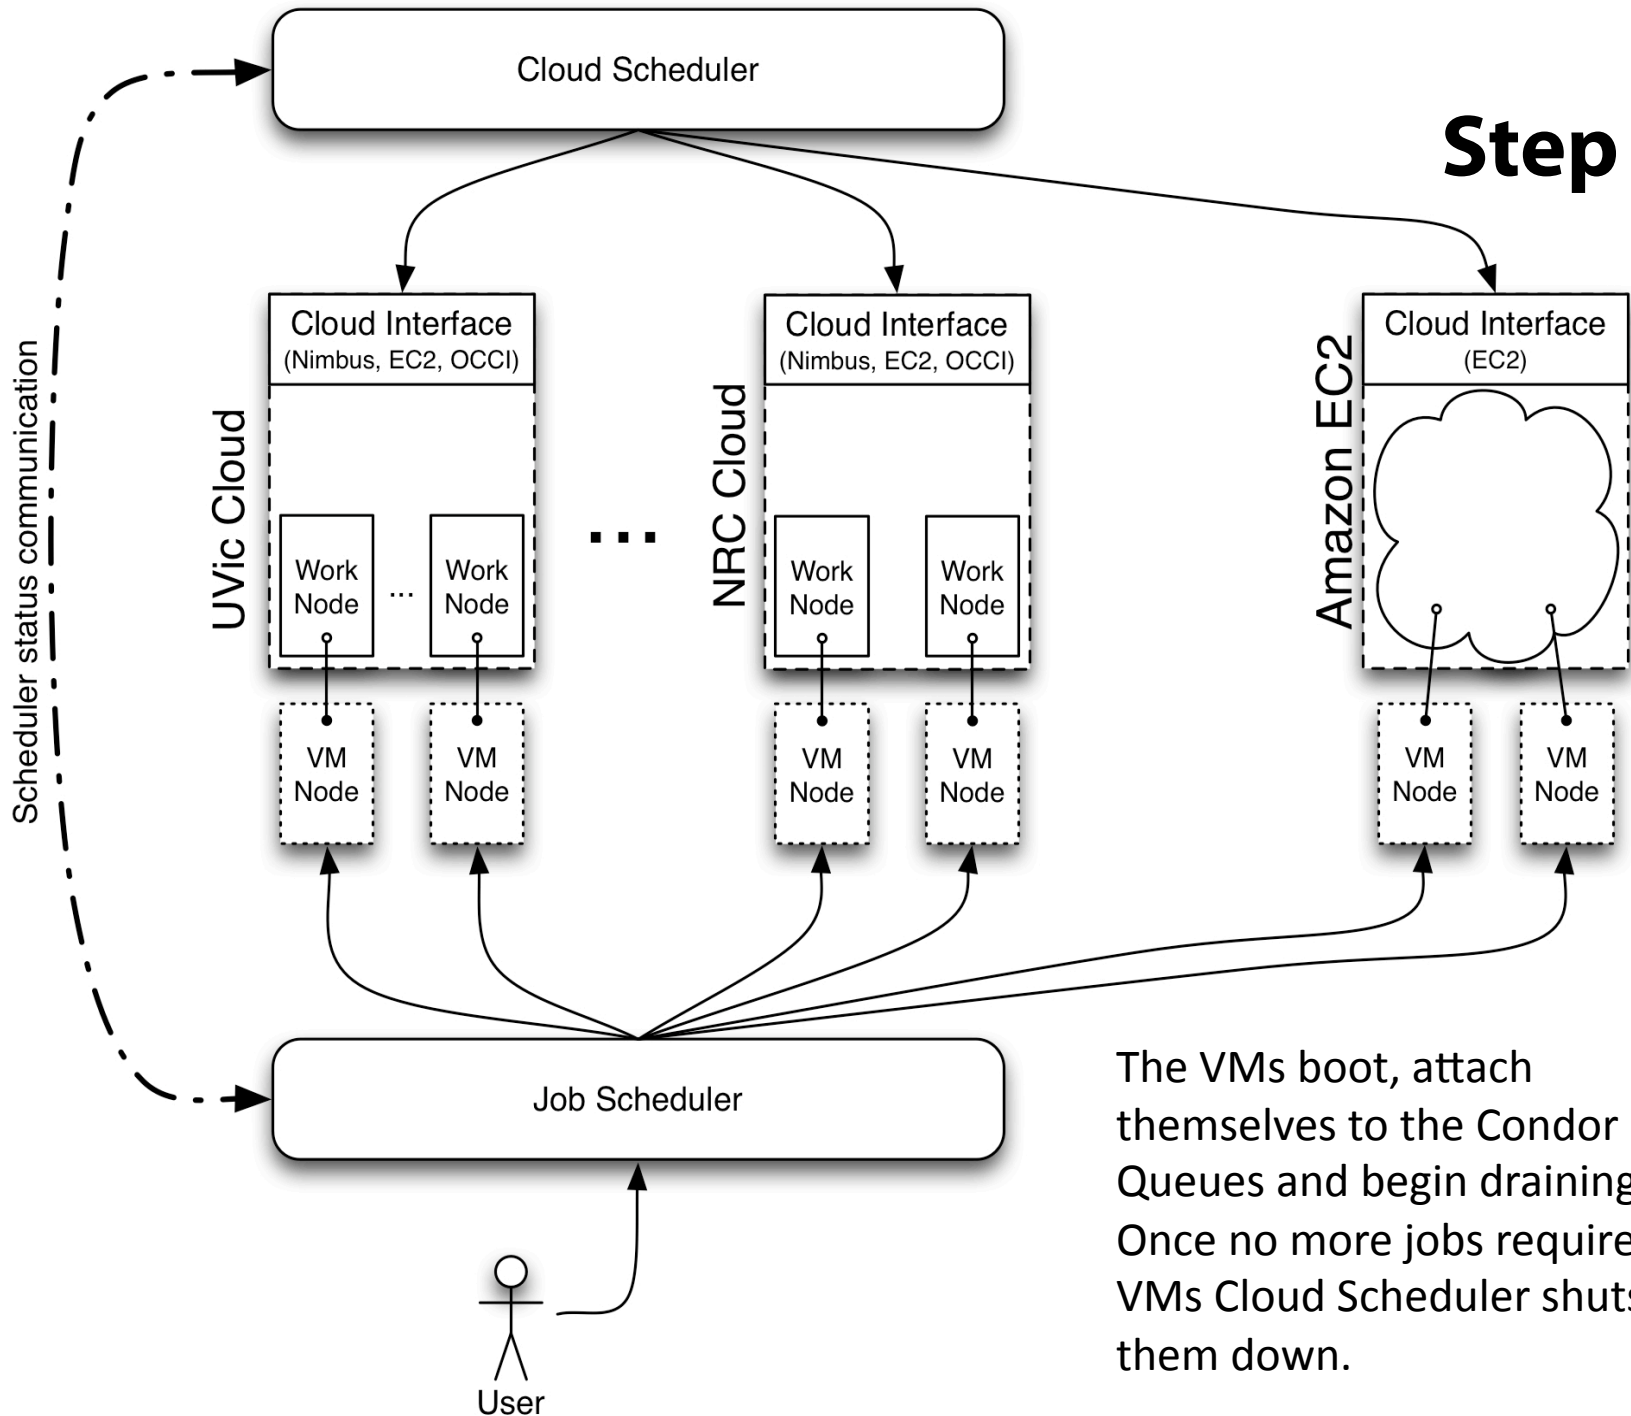 Cloud Scheduler
Step
Scheduler status communication
UVic Cloud
Cloud Interface
(Nimbus, EC2, OCCI)
Work
Node
...
Work
Node
VM
Node
VM
Node
...
NRC Cloud
Cloud Interface
(Nimbus, EC2, OCCI)
Work
Node
Work
Node
VM
Node
VM
Node
Amazon EC2
Cloud Interface
(EC2)
VM
Node
VM
Node
Job Scheduler
User
The VMs boot, attach
themselves to the Condor
Queues and begin draining
Once no more jobs require
VMs Cloud Scheduler shuts
them down.